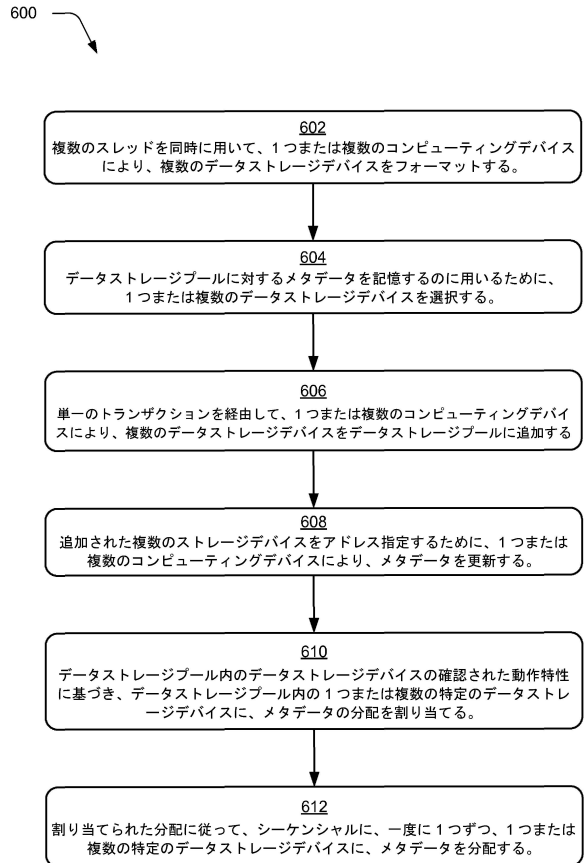 600
602
複数のスレッドを同時に用いて、１つまたは複数のコンピューティングデバイス
により、複数のデータストレージデバイスをフォーマットする。
604
データストレージプールに対するメタデータを記憶するのに用いるために、
１つまたは複数のデータストレージデバイスを選択する。
606
単一のトランザクションを経由して、１つまたは複数のコンピューティングデバイ
スにより、複数のデータストレージデバイスをデータストレージプールに追加する
608
追加された複数のストレージデバイスをアドレス指定するために、１つまたは
複数のコンピューティングデバイスにより、メタデータを更新する。
610
データストレージプール内のデータストレージデバイスの確認された動作特性
に基づき、データストレージプール内の１つまたは複数の特定のデータストレ
ージデバイスに、メタデータの分配を割り当てる。
612
割り当てられた分配に従って、シーケンシャルに、一度に１つずつ、１つまたは
複数の特定のデータストレージデバイスに、メタデータを分配する。